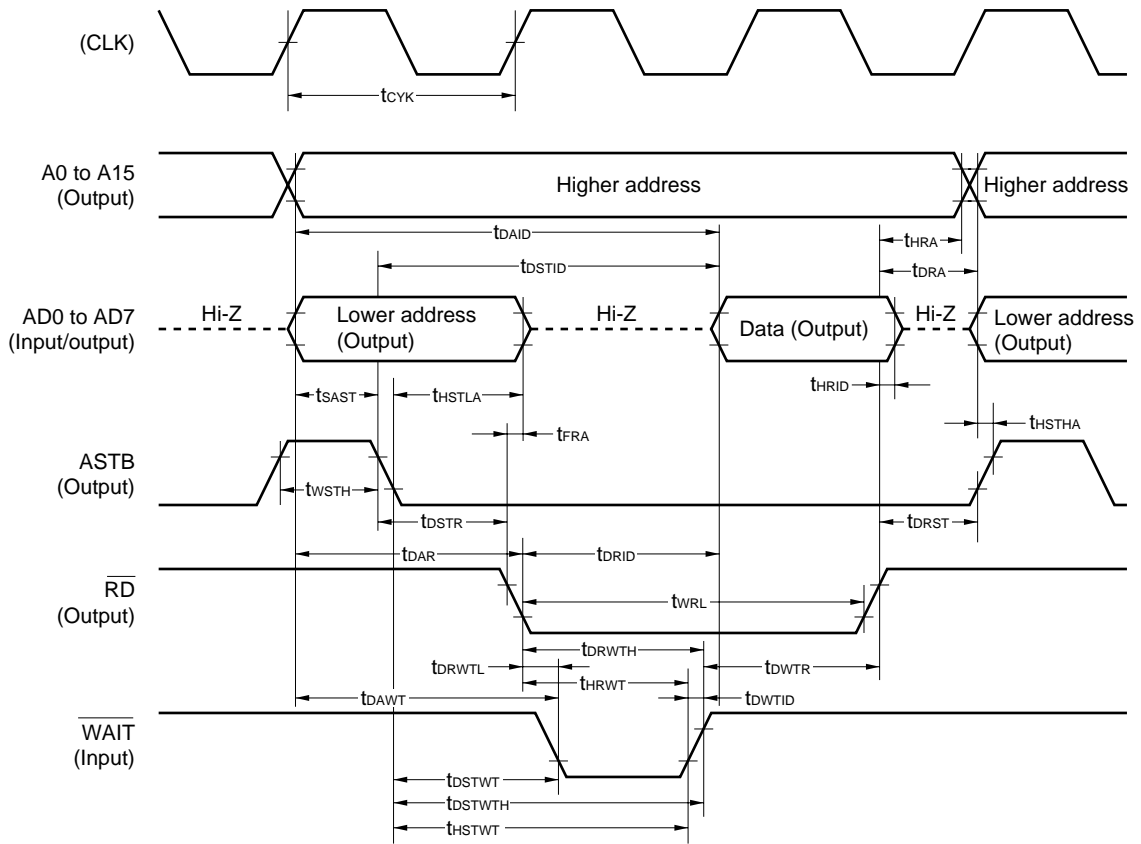 (CLK)
tCYK
A0 to A15
(Output)
Higher address
Higher address
tDAID
tHRA
tDSTID
tDRA
AD0 to AD7
(Input/output)
Hi-Z
Lower address
(Output)
Hi-Z
Data (Output)
Hi-Z
Lower address
(Output)
tSAST
tHSTLA
tHRID
tFRA
tHSTHA
ASTB
(Output)
tWSTH
tDSTR
tDRST
tDAR
tDRID
RD
(Output)
tWRL
tDRWTL
tDRWTH
tDWTR
tHRWT
tDAWT
tDWTID
WAIT
(Input)
tDSTWT
tDSTWTH
tHSTWT